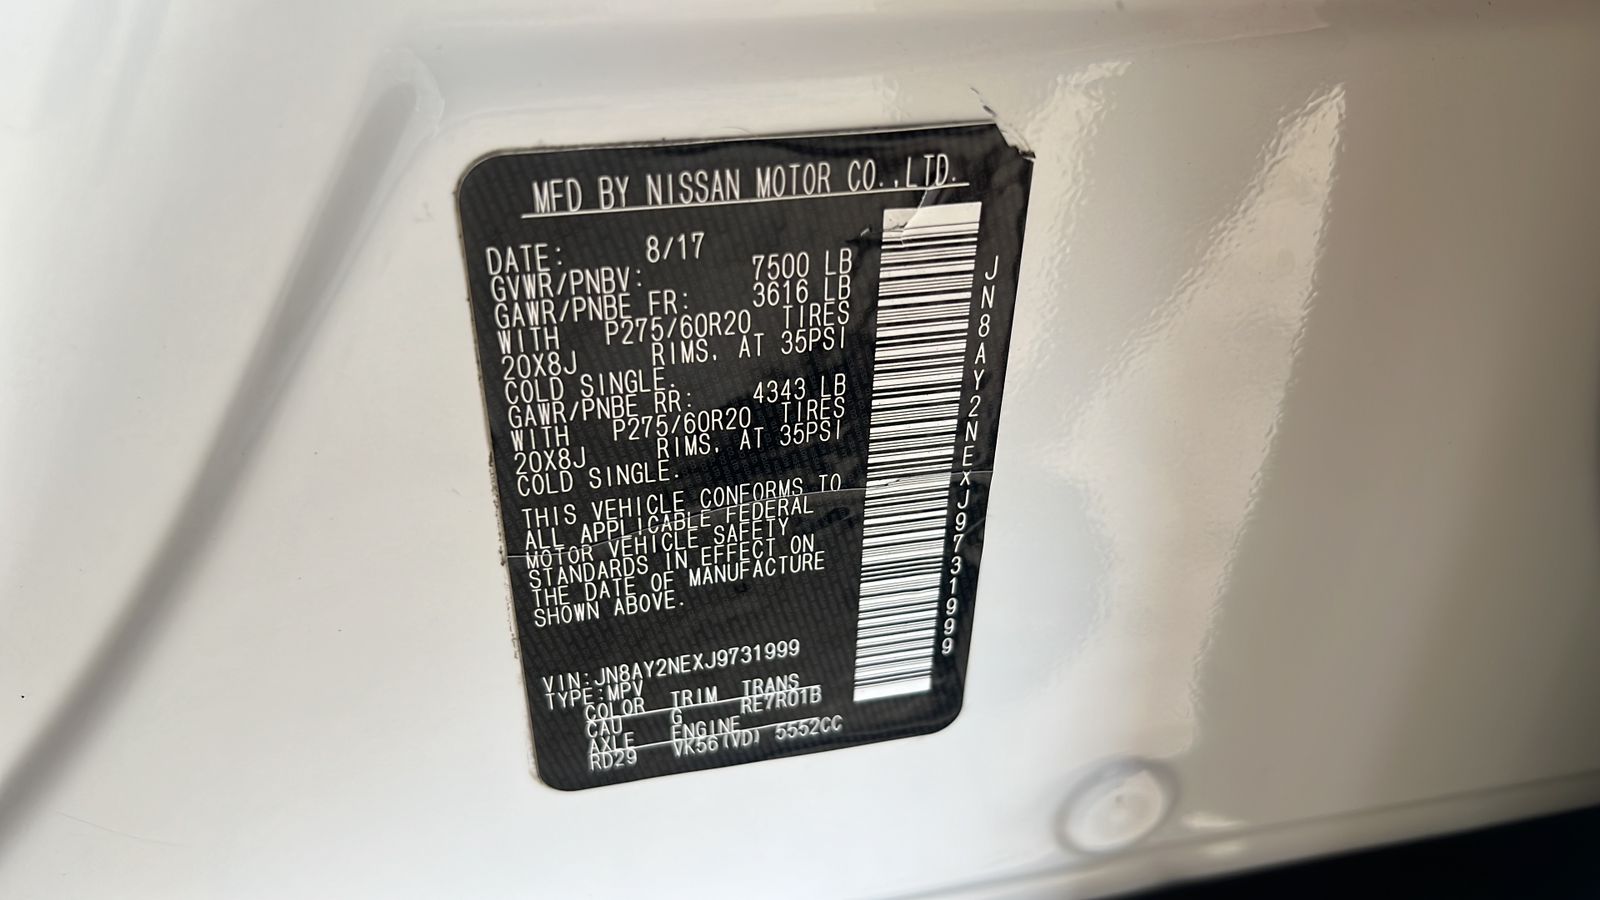 MFD BY NISSAN MOTOR CO.,LTD.
DATE: 8/17
GVWR/PNBV: 7500 LB
GAWR/PNBE FR: 3616 LB
WITH P275/60R20 TIRES
20X8J RIMS, AT 35PSI
COLD SINGLE.
GAWR/PNBE RR: 4343 LB
WITH P275/60R20 TIRES
20X8J RIMS, AT 35PSI
COLD SINGLE.
THIS VEHICLE CONFORMS TO
ALL APPLICABLE FEDERAL
MOTOR VEHICLE SAFETY
STANDARDS IN EFFECT ON
THE DATE OF MANUFACTURE
SHOWN ABOVE.
VIN:JN8AY2NEXJ9731999
TYPE:MPV
COLOR TRIM TRANS
CAU G RE7R01B
AXLE ENGINE
RD29 VK56(VD) 5552CC
JN8AY2NEXJ9731999